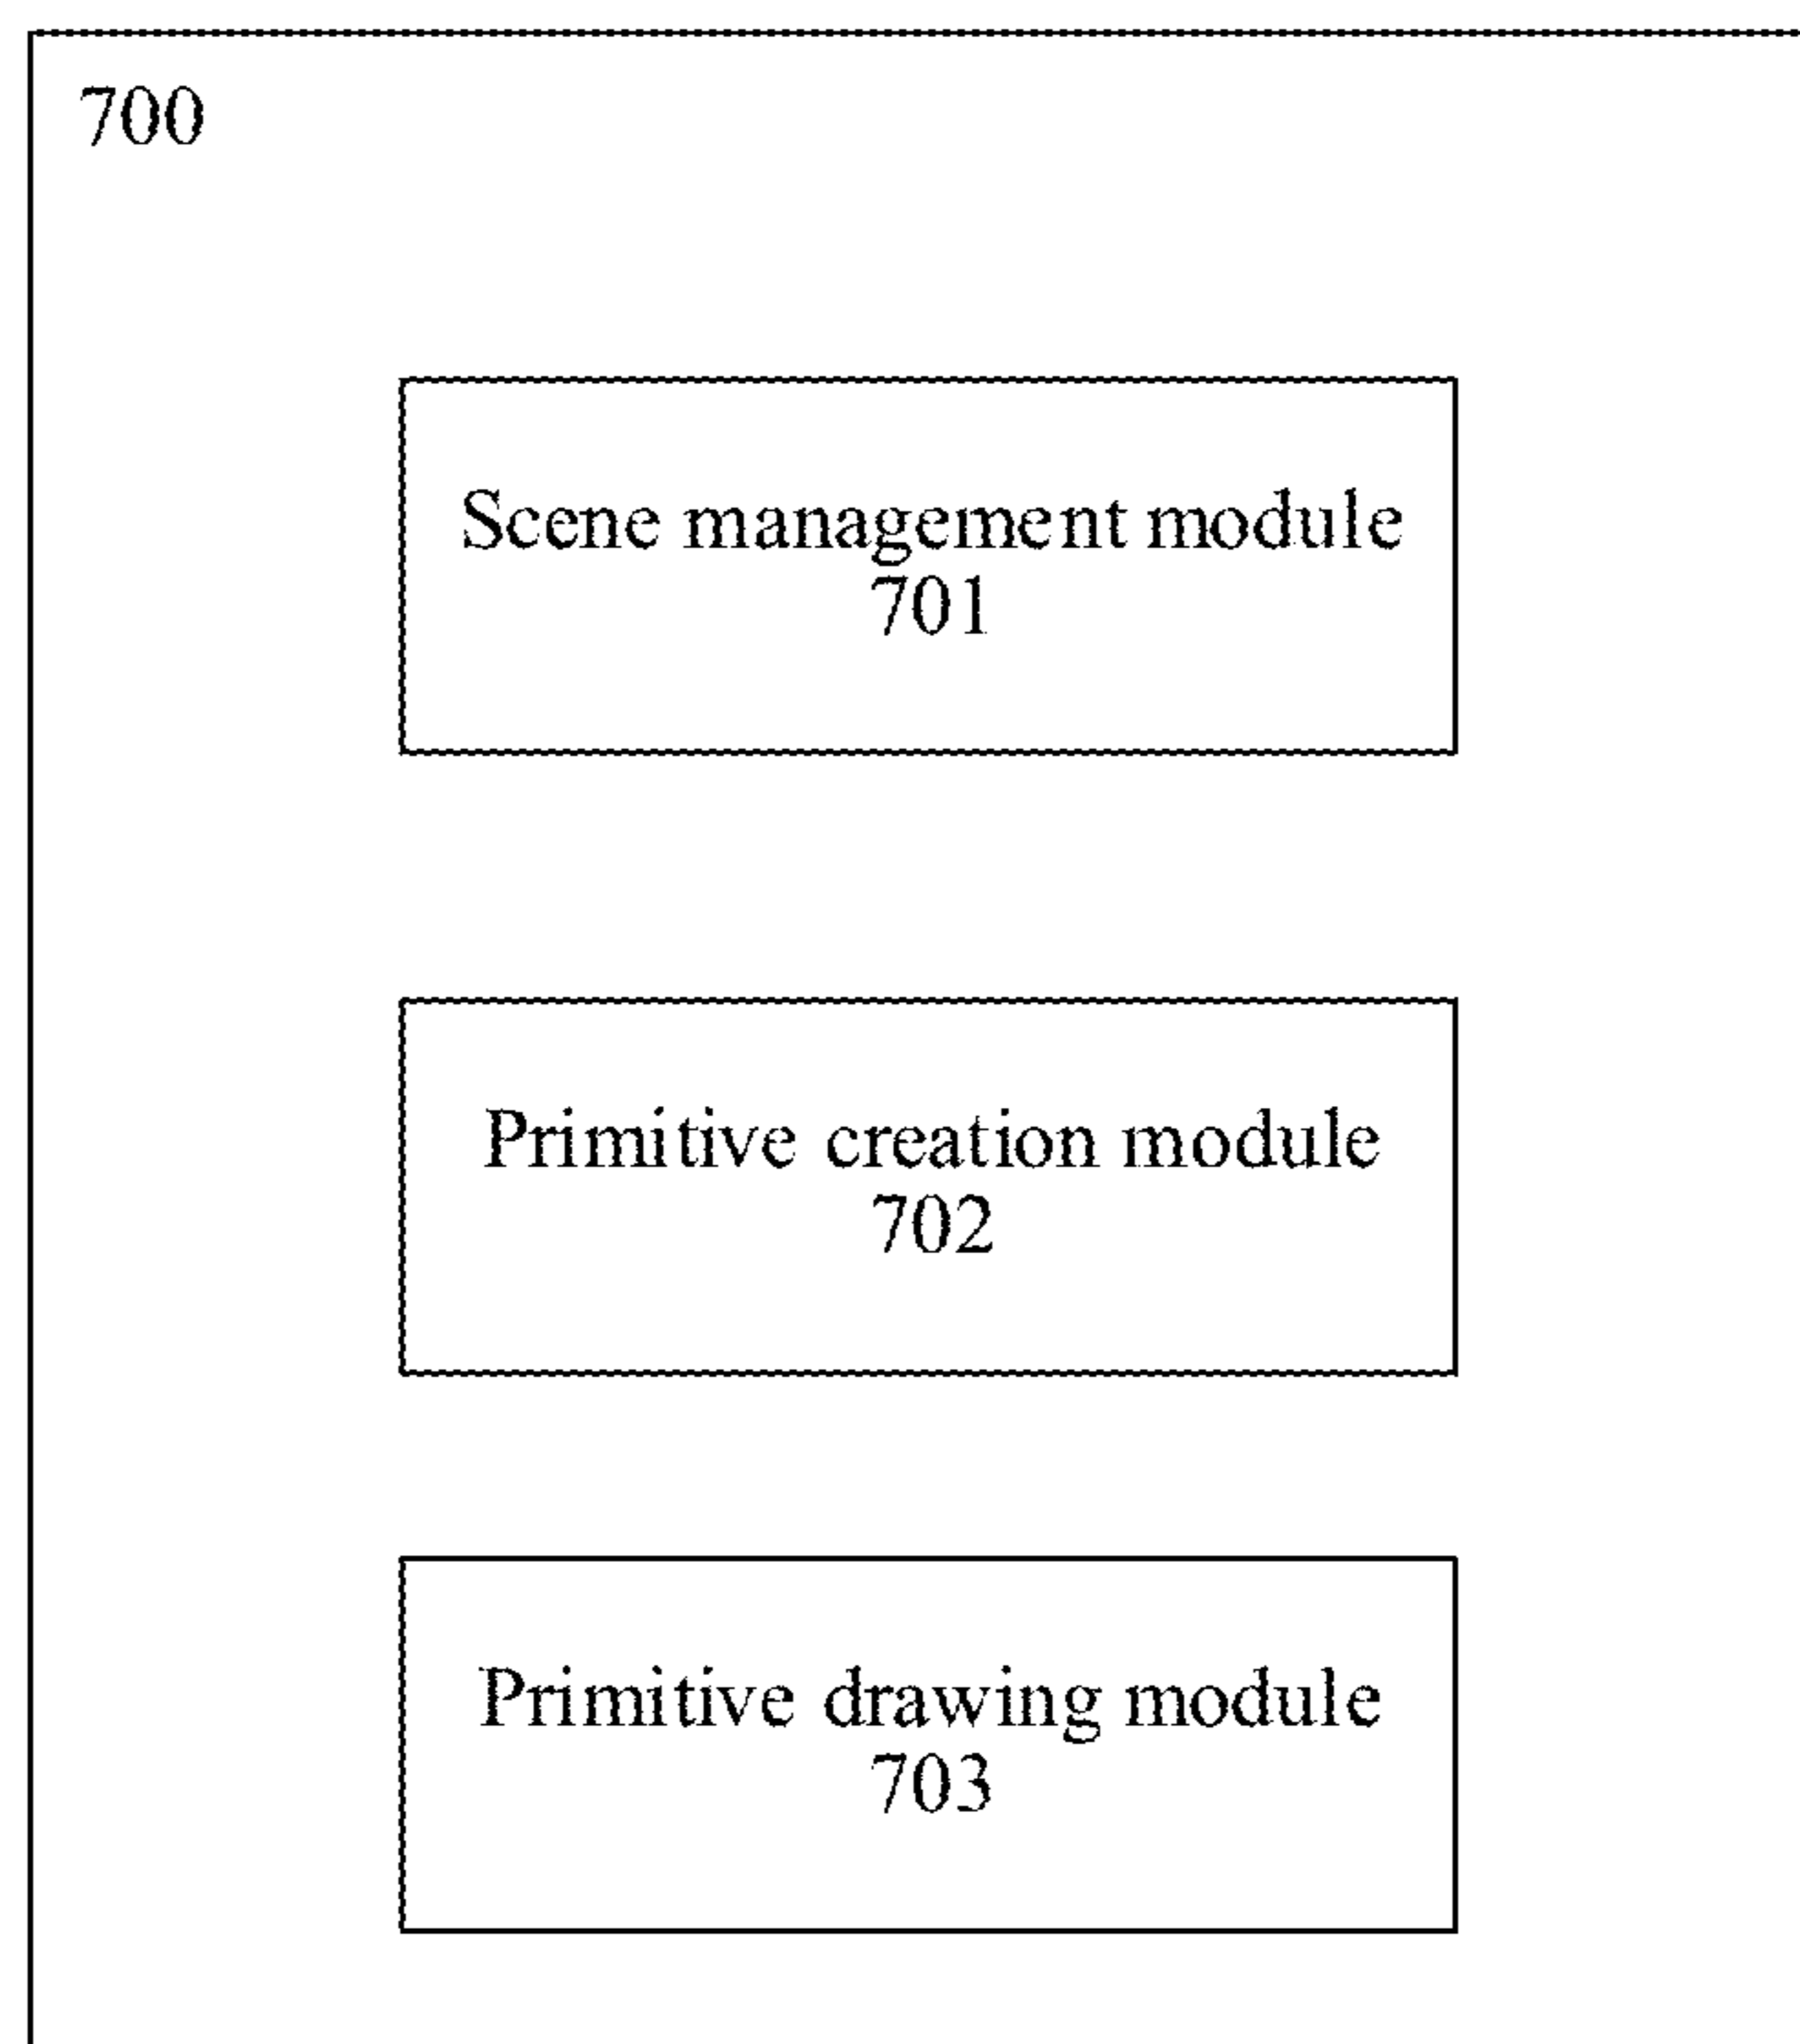 700
Scene management module
701
Primitive creation module
702
Primitive drawing module
703